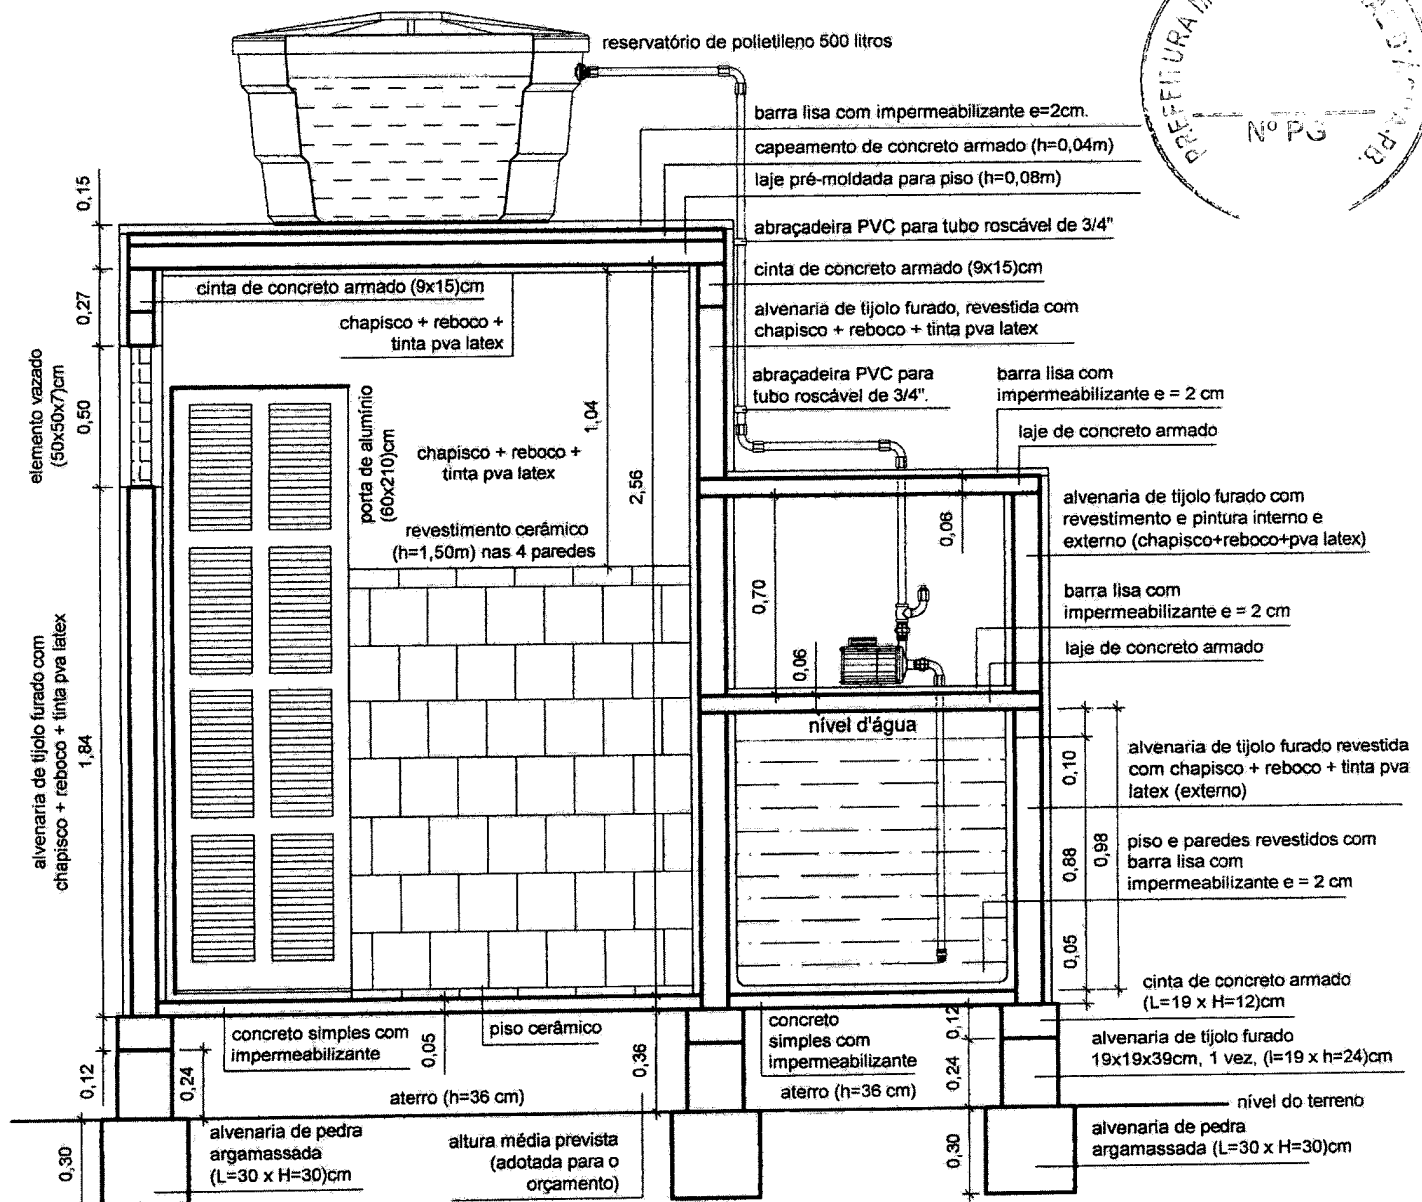 reservatório de polietileno 500 litros
PREFEITURA
D'
PB.
Nº PG
barra lisa com impermeabilizante e=2cm.
capeamento de concreto armado (h=0,04m)
laje pré-moldada para piso (h=0,08m)
abraçadeira PVC para tubo roscável de 3/4"
cinta de concreto armado (9x15)cm
alvenaria de tijolo furado, revestida com
chapisco + reboco + tinta pva latex
abraçadeira PVC para
tubo roscável de 3/4".
barra lisa com
impermeabilizante e = 2 cm
laje de concreto armado
alvenaria de tijolo furado com
revestimento e pintura interno e
externo (chapisco+reboco+pva latex)
barra lisa com
impermeabilizante e = 2 cm
laje de concreto armado
alvenaria de tijolo furado revestida
com chapisco + reboco + tinta pva
latex (externo)
piso e paredes revestidos com
barra lisa com
impermeabilizante e = 2 cm
cinta de concreto armado
(L=19 x H=12)cm
alvenaria de tijolo furado
19x19x39cm, 1 vez, (l=19 x h=24)cm
nível do terreno
alvenaria de pedra
argamassada (L=30 x H=30)cm
0,15
0,27
0,50
1,84
0,12
0,24
0,30
elemento vazado
(50x50x7)cm
alvenaria de tijolo furado com
chapisco + reboco + tinta pva latex
cinta de concreto armado (9x15)cm
chapisco + reboco +
tinta pva latex
porta de alumínio
(60x210)cm
chapisco + reboco +
tinta pva latex
revestimento cerâmico
(h=1,50m) nas 4 paredes
1,04
2,56
0,70
0,06
0,06
nível d'água
0,10
0,88
0,98
0,05
concreto simples com
impermeabilizante
0,05
piso cerâmico
0,36
concreto
simples com
impermeabilizante
0,12
0,24
0,30
aterro (h=36 cm)
aterro (h=36 cm)
alvenaria de pedra
argamassada
(L=30 x H=30)cm
altura média prevista
(adotada para o
orçamento)